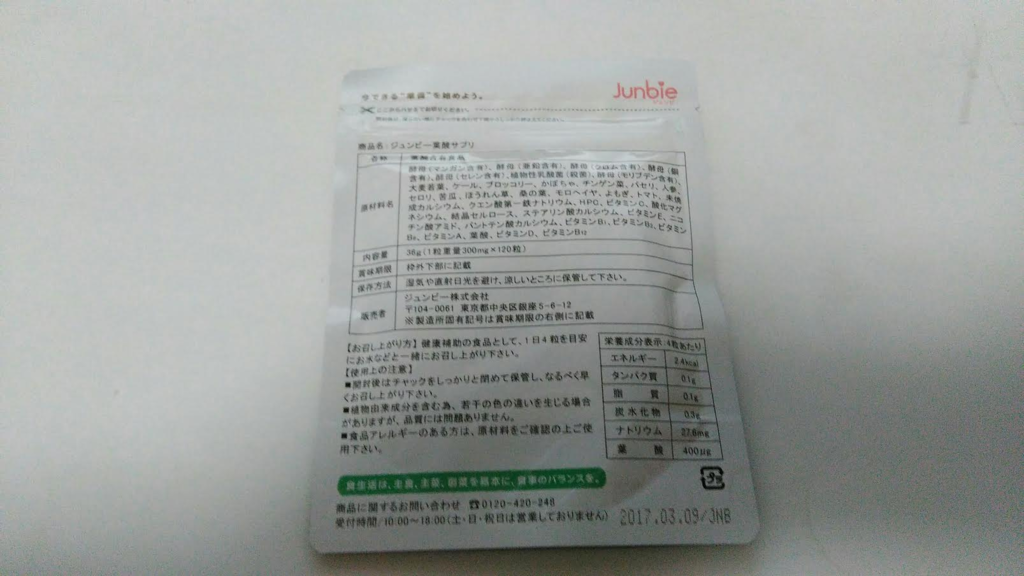 Junbie
今できる"葉酸"を始めよう。
商品名:ジュンビー葉酸サプリ
名称
原材料名 酵母(マンガン含有)、酵母(亜鉛含有)、酵母(クロム含有)、酵母(銅
含有)、酵母(セレン含有)、植物性乳酸菌(殺菌)、酵母(モリブデン含有)、
大麦若葉、ケール、ブロッコリー、かぼちゃ、チンゲン菜、パセリ、人参、
セロリ、苦瓜、ほうれん草、桑の葉、モロヘイヤ、よもぎ、トマト、未焼
成カルシウム、クエン酸第一鉄ナトリウム、HPC、ビタミンC、酸化マグ
ネシウム、結晶セルロース、ステアリン酸カルシウム、ビタミンE、ニコ
チン酸アミド、パントテン酸カルシウム、ビタミンB₁、ビタミンB₂、ビタミン
B₆、ビタミンA、葉酸、ビタミンD、ビタミンB₁₂
内容量 36g(1粒重量300mg×120粒)
賞味期限 枠外下部に記載
保存方法 湿気や直射日光を避け、涼しいところに保管して下さい。
販売者 ジュンビー株式会社
〒104-0061 東京都中央区銀座5-6-12
※製造所固有記号は賞味期限の右側に記載
【お召し上がり方】健康補助の食品として、1日4粒を目安
にお水などと一緒にお召し上がり下さい。
【使用上の注意】
■開封後はチャックをしっかりと閉めて保管し、なるべく早
くお召し上がり下さい。
■植物由来成分を含む為、若干の色の違いを生じる場合
がありますが、品質には問題ありません。
■食品アレルギーのある方は、原材料をご確認の上ご使
用下さい。
栄養成分表示:4粒あたり
エネルギー 2.4kcal
タンパク質 0.1g
脂質 0.1g
炭水化物 0.3g
ナトリウム 27.6mg
葉酸 400μg
食生活は、主食、主菜、副菜を基本に、食事のバランスを。
商品に関するお問い合わせ ☎0120-420-248
受付時間/10:00~18:00(土・日・祝日は営業しておりません)
2017.03.09/JNB